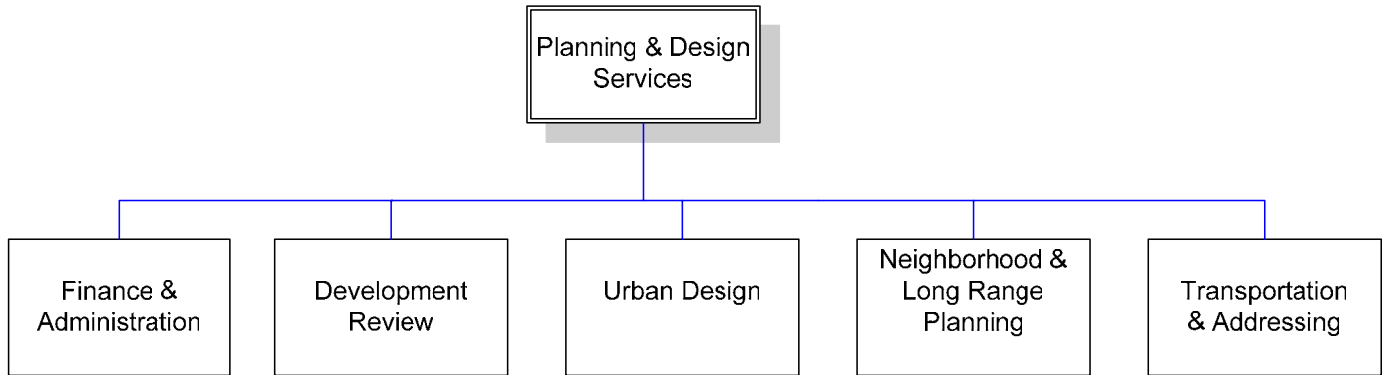 Planning & Design
Services
Finance &
Administration
Development
Review
Urban Design
Neighborhood &
Long Range
Planning
Transportation
& Addressing